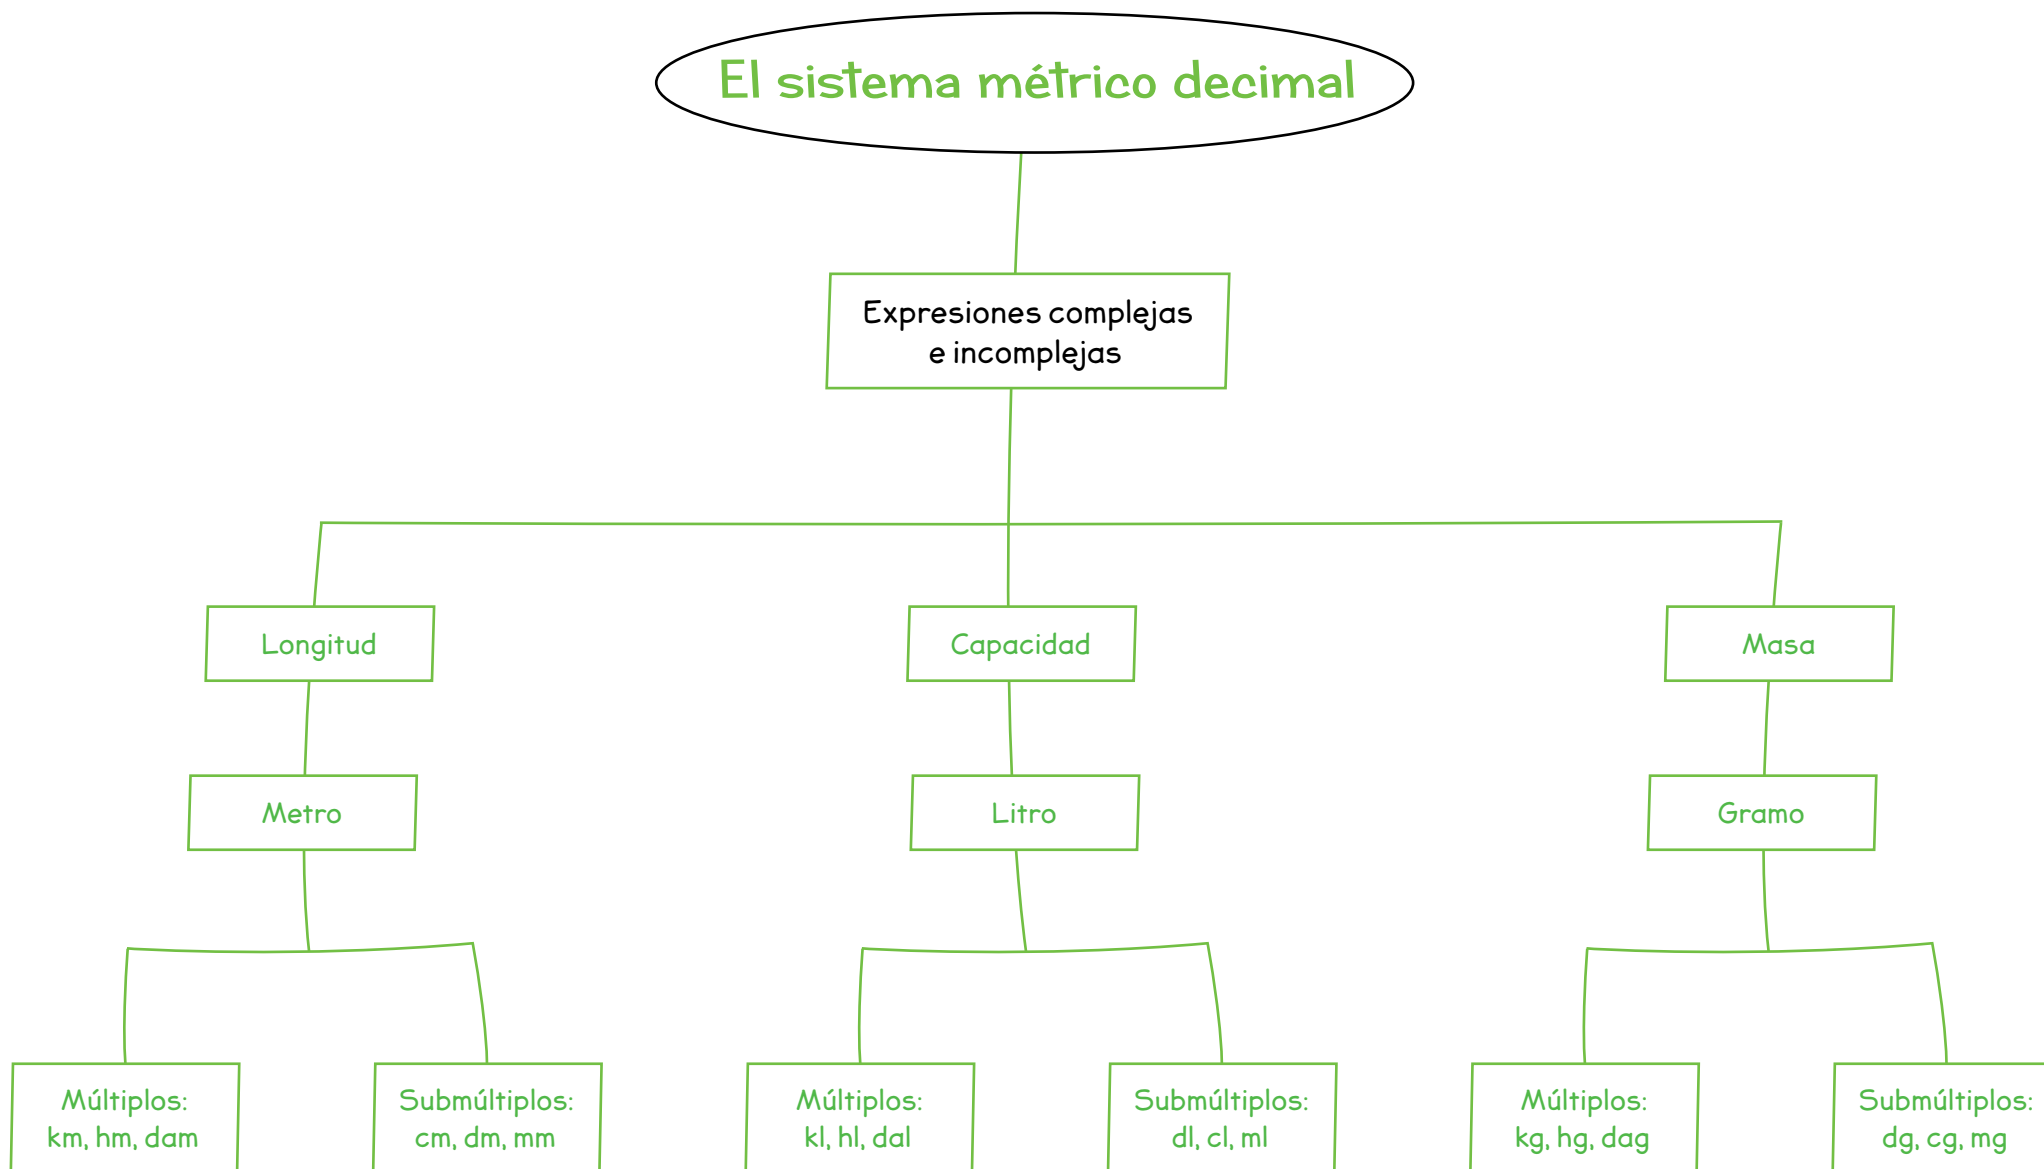 El sistema métrico decimal
Expresiones complejas
e incomplejas
Longitud
Capacidad
Masa
Metro
Litro
Gramo
Múltiplos:
km, hm, dam
Submúltiplos:
cm, dm, mm
Múltiplos:
kl, hl, dal
Submúltiplos:
dl, cl, ml
Múltiplos:
kg, hg, dag
Submúltiplos:
dg, cg, mg